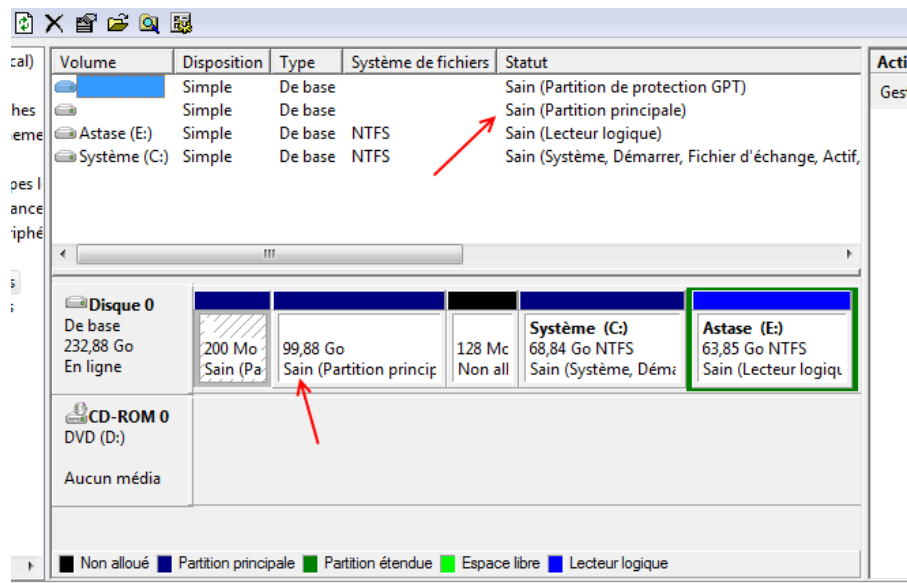 cal)
hes
eme
pes l
ance
riphé
s
s
Volume Disposition Type Système de fichiers Statut
Simple De base Sain (Partition de protection GPT)
Simple De base Sain (Partition principale)
Astase (E:) Simple De base NTFS Sain (Lecteur logique)
Système (C:) Simple De base NTFS Sain (Système, Démarrer, Fichier d'échange, Actif,
Acti
Ges
Disque 0
De base
232,88 Go
En ligne
200 Mo
Sain (Pa
99,88 Go
Sain (Partition princip
128 Mc
Non all
Système (C:)
68,84 Go NTFS
Sain (Système, Déma
Astase (E:)
63,85 Go NTFS
Sain (Lecteur logiqu
CD-ROM 0
DVD (D:)
Aucun média
Non alloué Partition principale Partition étendue Espace libre Lecteur logique